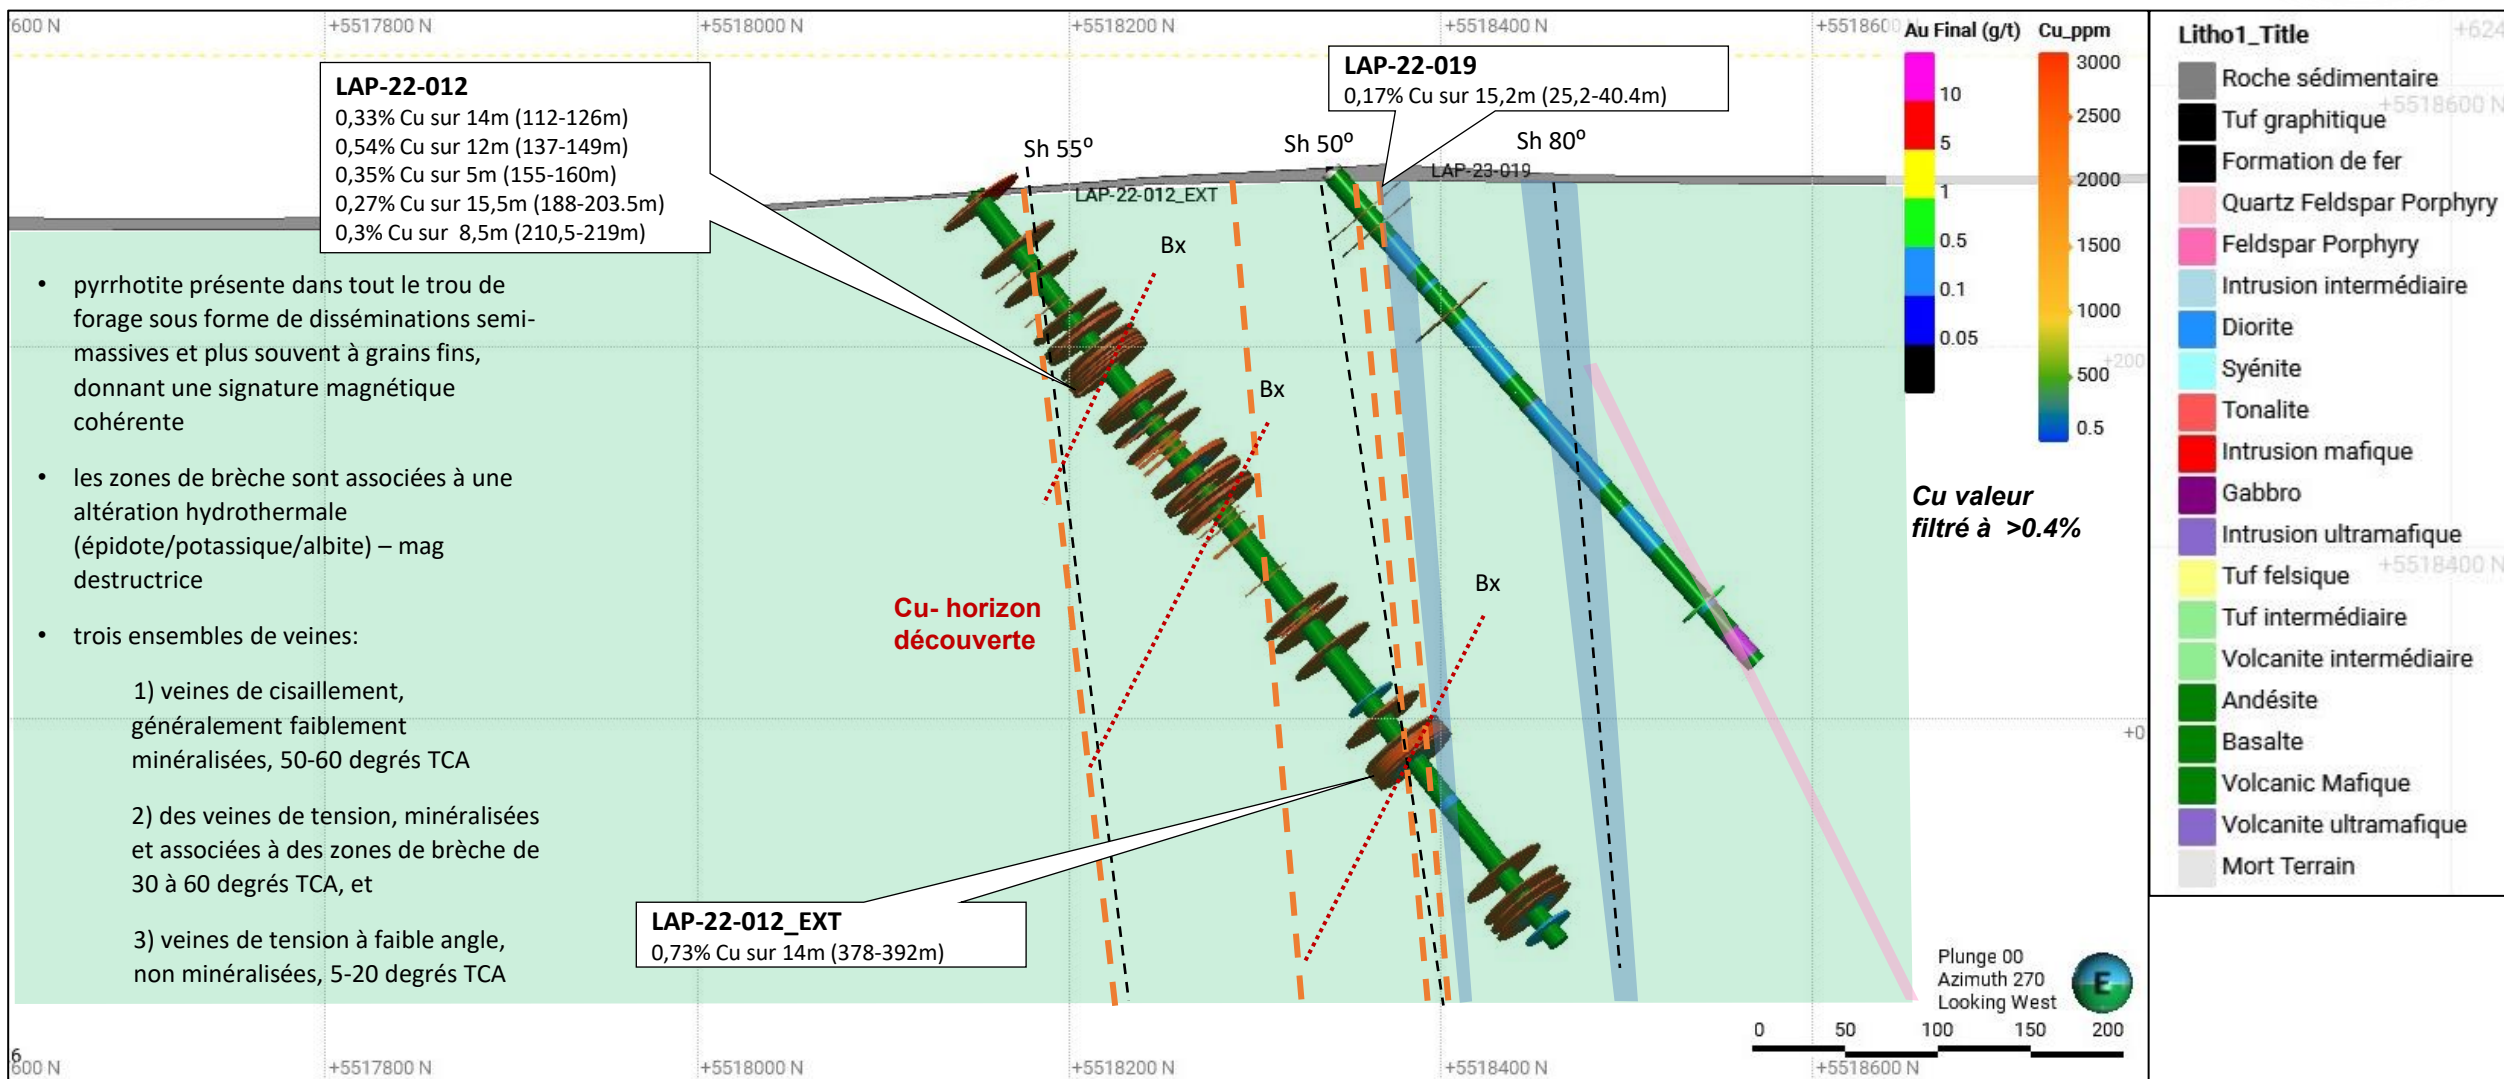 600 N
+5517800 N
+5518000 N
+5518200 N
+5518400 N
+5518600
LAP-22-012
0,33% Cu sur 14m (112-126m)
0,54% Cu sur 12m (137-149m)
0,35% Cu sur 5m (155-160m)
0,27% Cu sur 15,5m (188-203.5m)
0,3% Cu sur 8,5m (210,5-219m)
LAP-22-019
0,17% Cu sur 15,2m (25,2-40.4m)
Sh 55º
Sh 50º
Sh 80º
LAP-22-012_EXT
LAP-23-019
Bx
Bx
Bx
• pyrrhotite présente dans tout le trou de
forage sous forme de disséminations semi-
massives et plus souvent à grains fins,
donnant une signature magnétique
cohérente
• les zones de brèche sont associées à une
altération hydrothermale
(épidote/potassique/albite) – mag
destructrice
• trois ensembles de veines:
1) veines de cisaillement,
généralement faiblement
minéralisées, 50-60 degrés TCA
2) des veines de tension, minéralisées
et associées à des zones de brèche de
30 à 60 degrés TCA, et
3) veines de tension à faible angle,
non minéralisées, 5-20 degrés TCA
Cu- horizon
découverte
LAP-22-012_EXT
0,73% Cu sur 14m (378-392m)
Au Final (g/t)
10
5
1
0.5
0.1
0.05
Cu_ppm
3000
2500
2000
1500
1000
500
0.5
+200
+0
Cu valeur
filtré à >0.4%
Plunge 00
Azimuth 270
Looking West
E
0 50 100 150 200
6
600 N
+5517800 N
+5518000 N
+5518200 N
+5518400 N
+5518600 N
Litho1_Title
+624
Roche sédimentaire
+5518600 N
Tuf graphitique
Formation de fer
Quartz Feldspar Porphyry
Feldspar Porphyry
Intrusion intermédiaire
Diorite
Syénite
Tonalite
Intrusion mafique
Gabbro
Intrusion ultramafique
+5518400 N
Tuf felsique
Tuf intermédiaire
Volcanite intermédiaire
Andésite
Basalte
Volcanic Mafique
Volcanite ultramafique
Mort Terrain